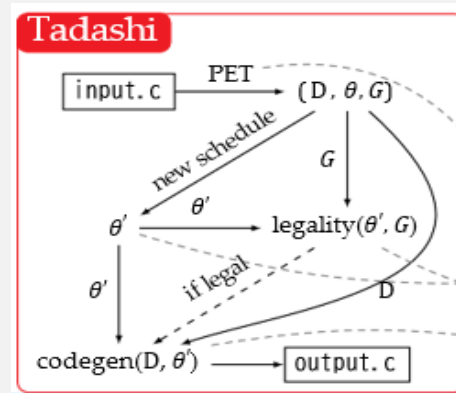 Tadashi
PET
input.c
(D, θ, G)
new schedule
G
θ′
θ′
legality(θ′, G)
if legal
θ′
D
codegen(D, θ′)
output.c